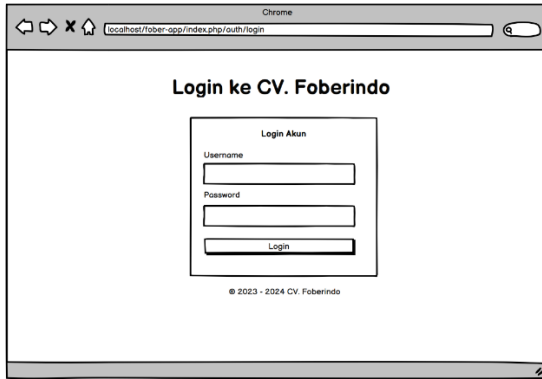 Chrome
localhost/fober-app/index.php/auth/login
Login ke CV. Foberindo
Login Akun
Username
Password
Login
© 2023 - 2024 CV. Foberindo